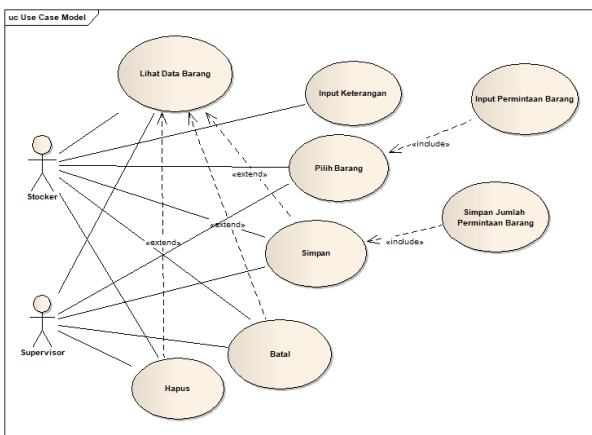 uc Use Case Model
Lihat Data Barang
Input Keterangan
Input Permintaan Barang
«include»
Pilih Barang
«extend»
Stocker
Simpan Jumlah
Permintaan Barang
«extend»
«extend»
«include»
Simpan
Supervisor
Batal
Hapus